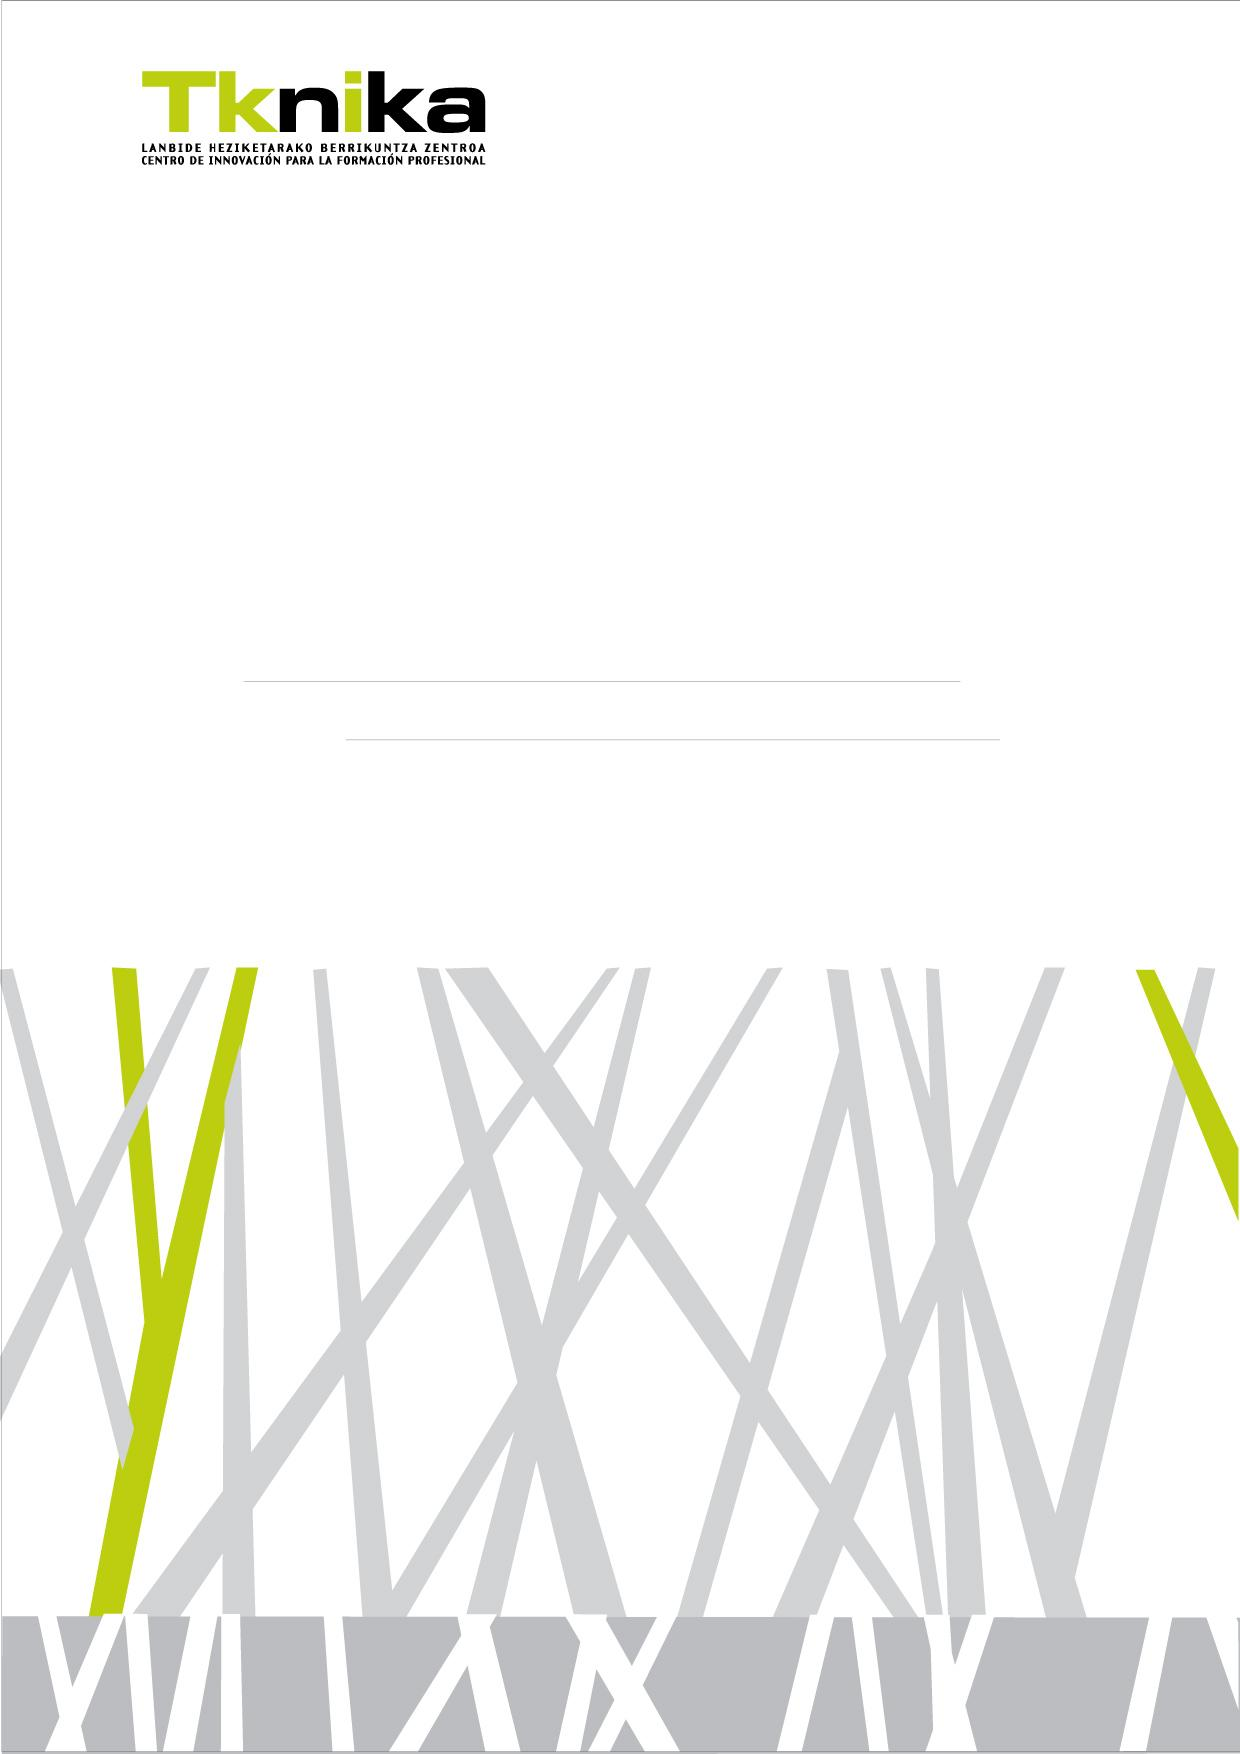 Tknika
LANBIDE HEZIKETARAKO BERRIKUNTZA ZENTROA
CENTRO DE INNOVACIÓN PARA LA FORMACIÓN PROFESIONAL